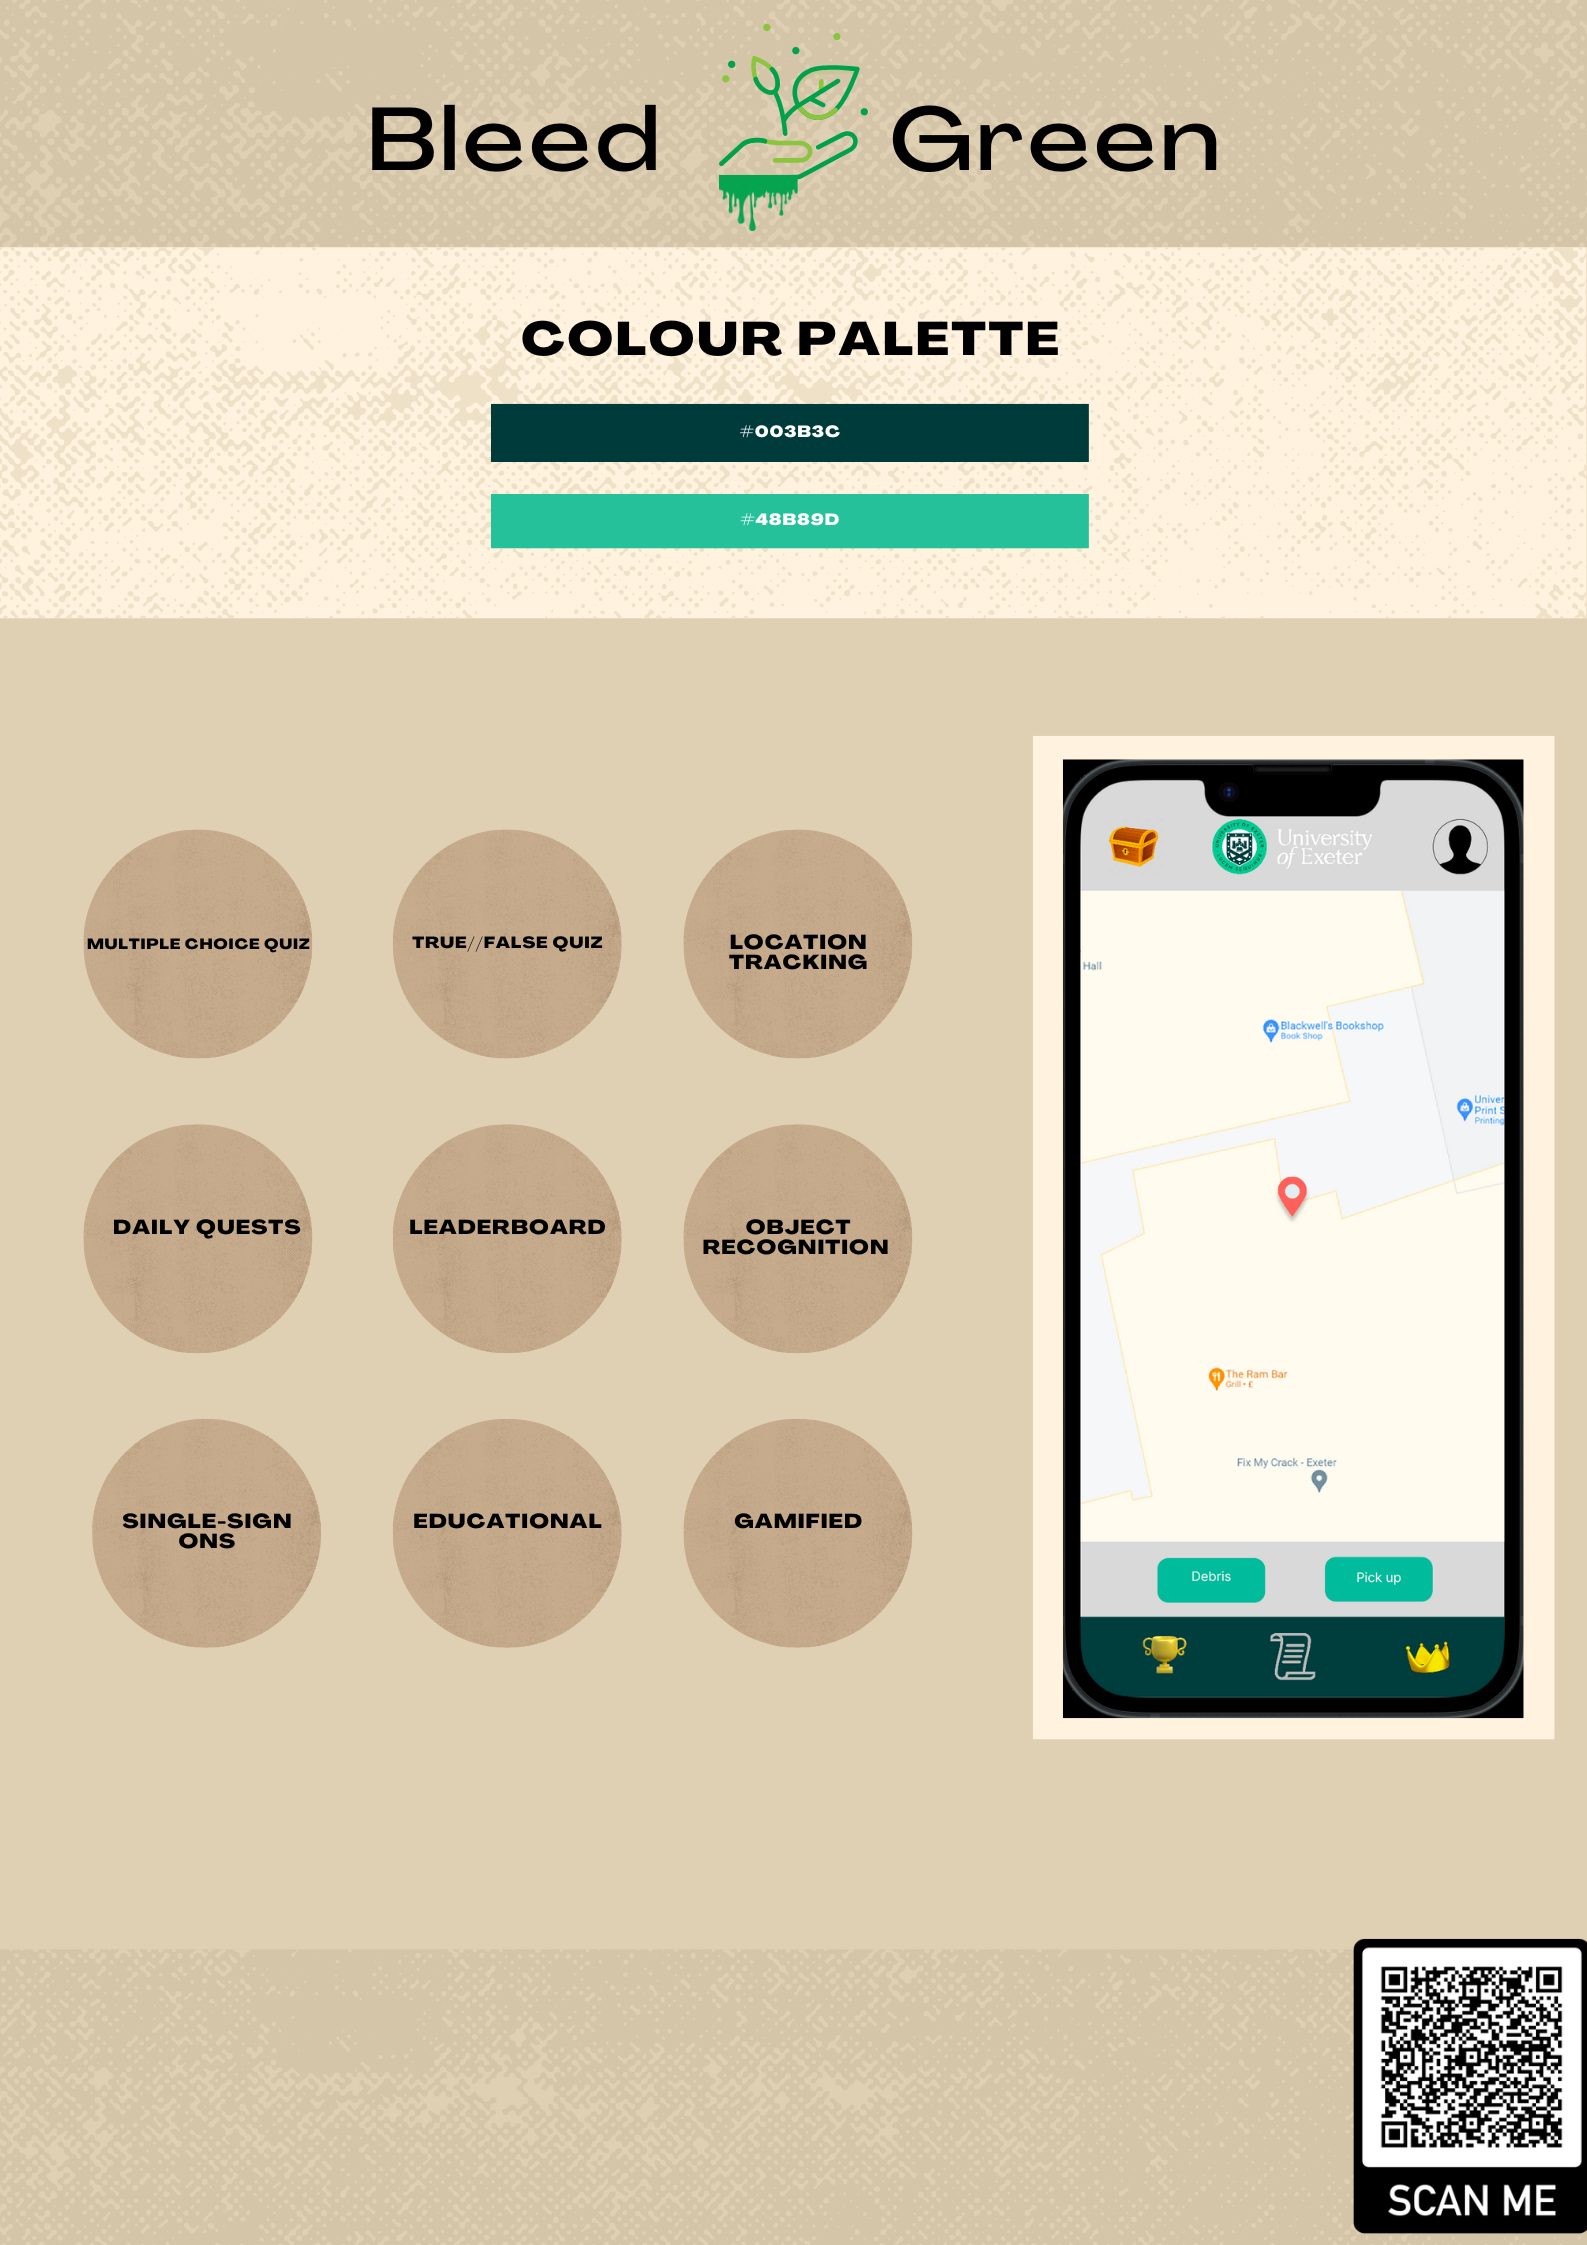 Bleed Green
COLOUR PALETTE
#003B3C
#48B89D
MULTIPLE CHOICE QUIZ
TRUE//FALSE QUIZ
LOCATION
TRACKING
DAILY QUESTS
LEADERBOARD
OBJECT
RECOGNITION
SINGLE-SIGN
ONS
EDUCATIONAL
GAMIFIED
University
of Exeter
Hall
Blackwell's Bookshop
Book Shop
Univer
Print S
Printing
The Ram Bar
Grill • £
Fix My Crack - Exeter
Debris
Pick up
SCAN ME